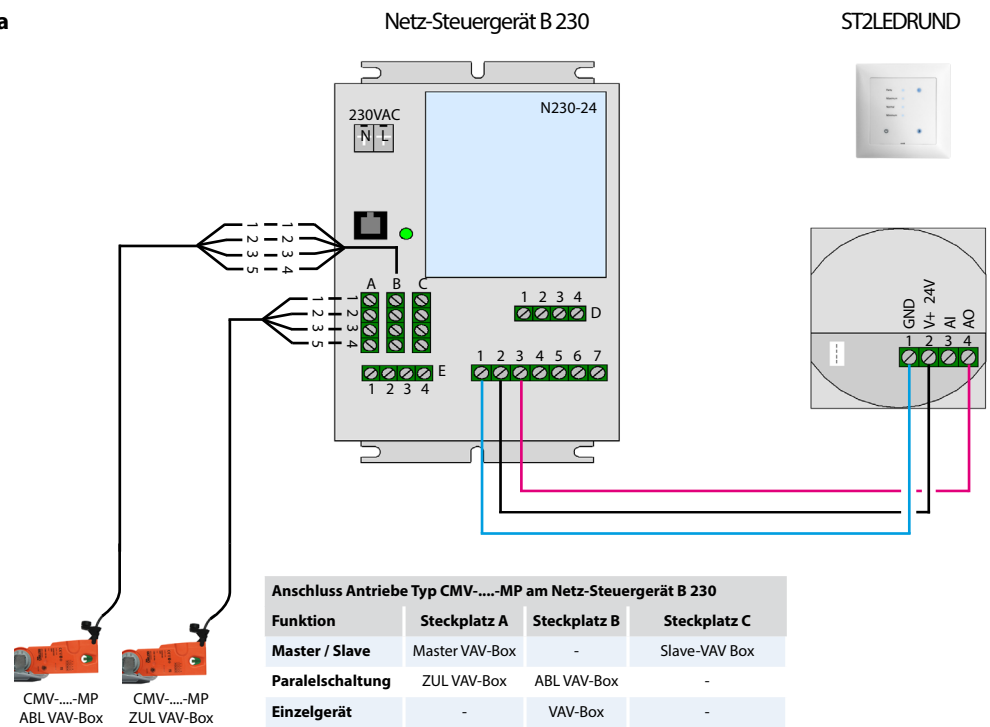 a
Netz-Steuergerät B 230
ST2LEDRUND
230VAC
N L
N230-24
1 1
2 2
3 3
5 4
A B C
1 1
2 2
3 3
5 4
1 2 3 4
D
E
1 2 3 4
1 2 3 4 5 6 7
GND
V+ 24V
AI
AO
1 2 3 4
Anschluss Antriebe Typ CMV-....-MP am Netz-Steuergerät B 230
Funktion Steckplatz A Steckplatz B Steckplatz C
Master / Slave Master VAV-Box - Slave-VAV Box
Paralelschaltung ZUL VAV-Box ABL VAV-Box -
Einzelgerät - VAV-Box -
CMV-....-MP
ABL VAV-Box
CMV-....-MP
ZUL VAV-Box